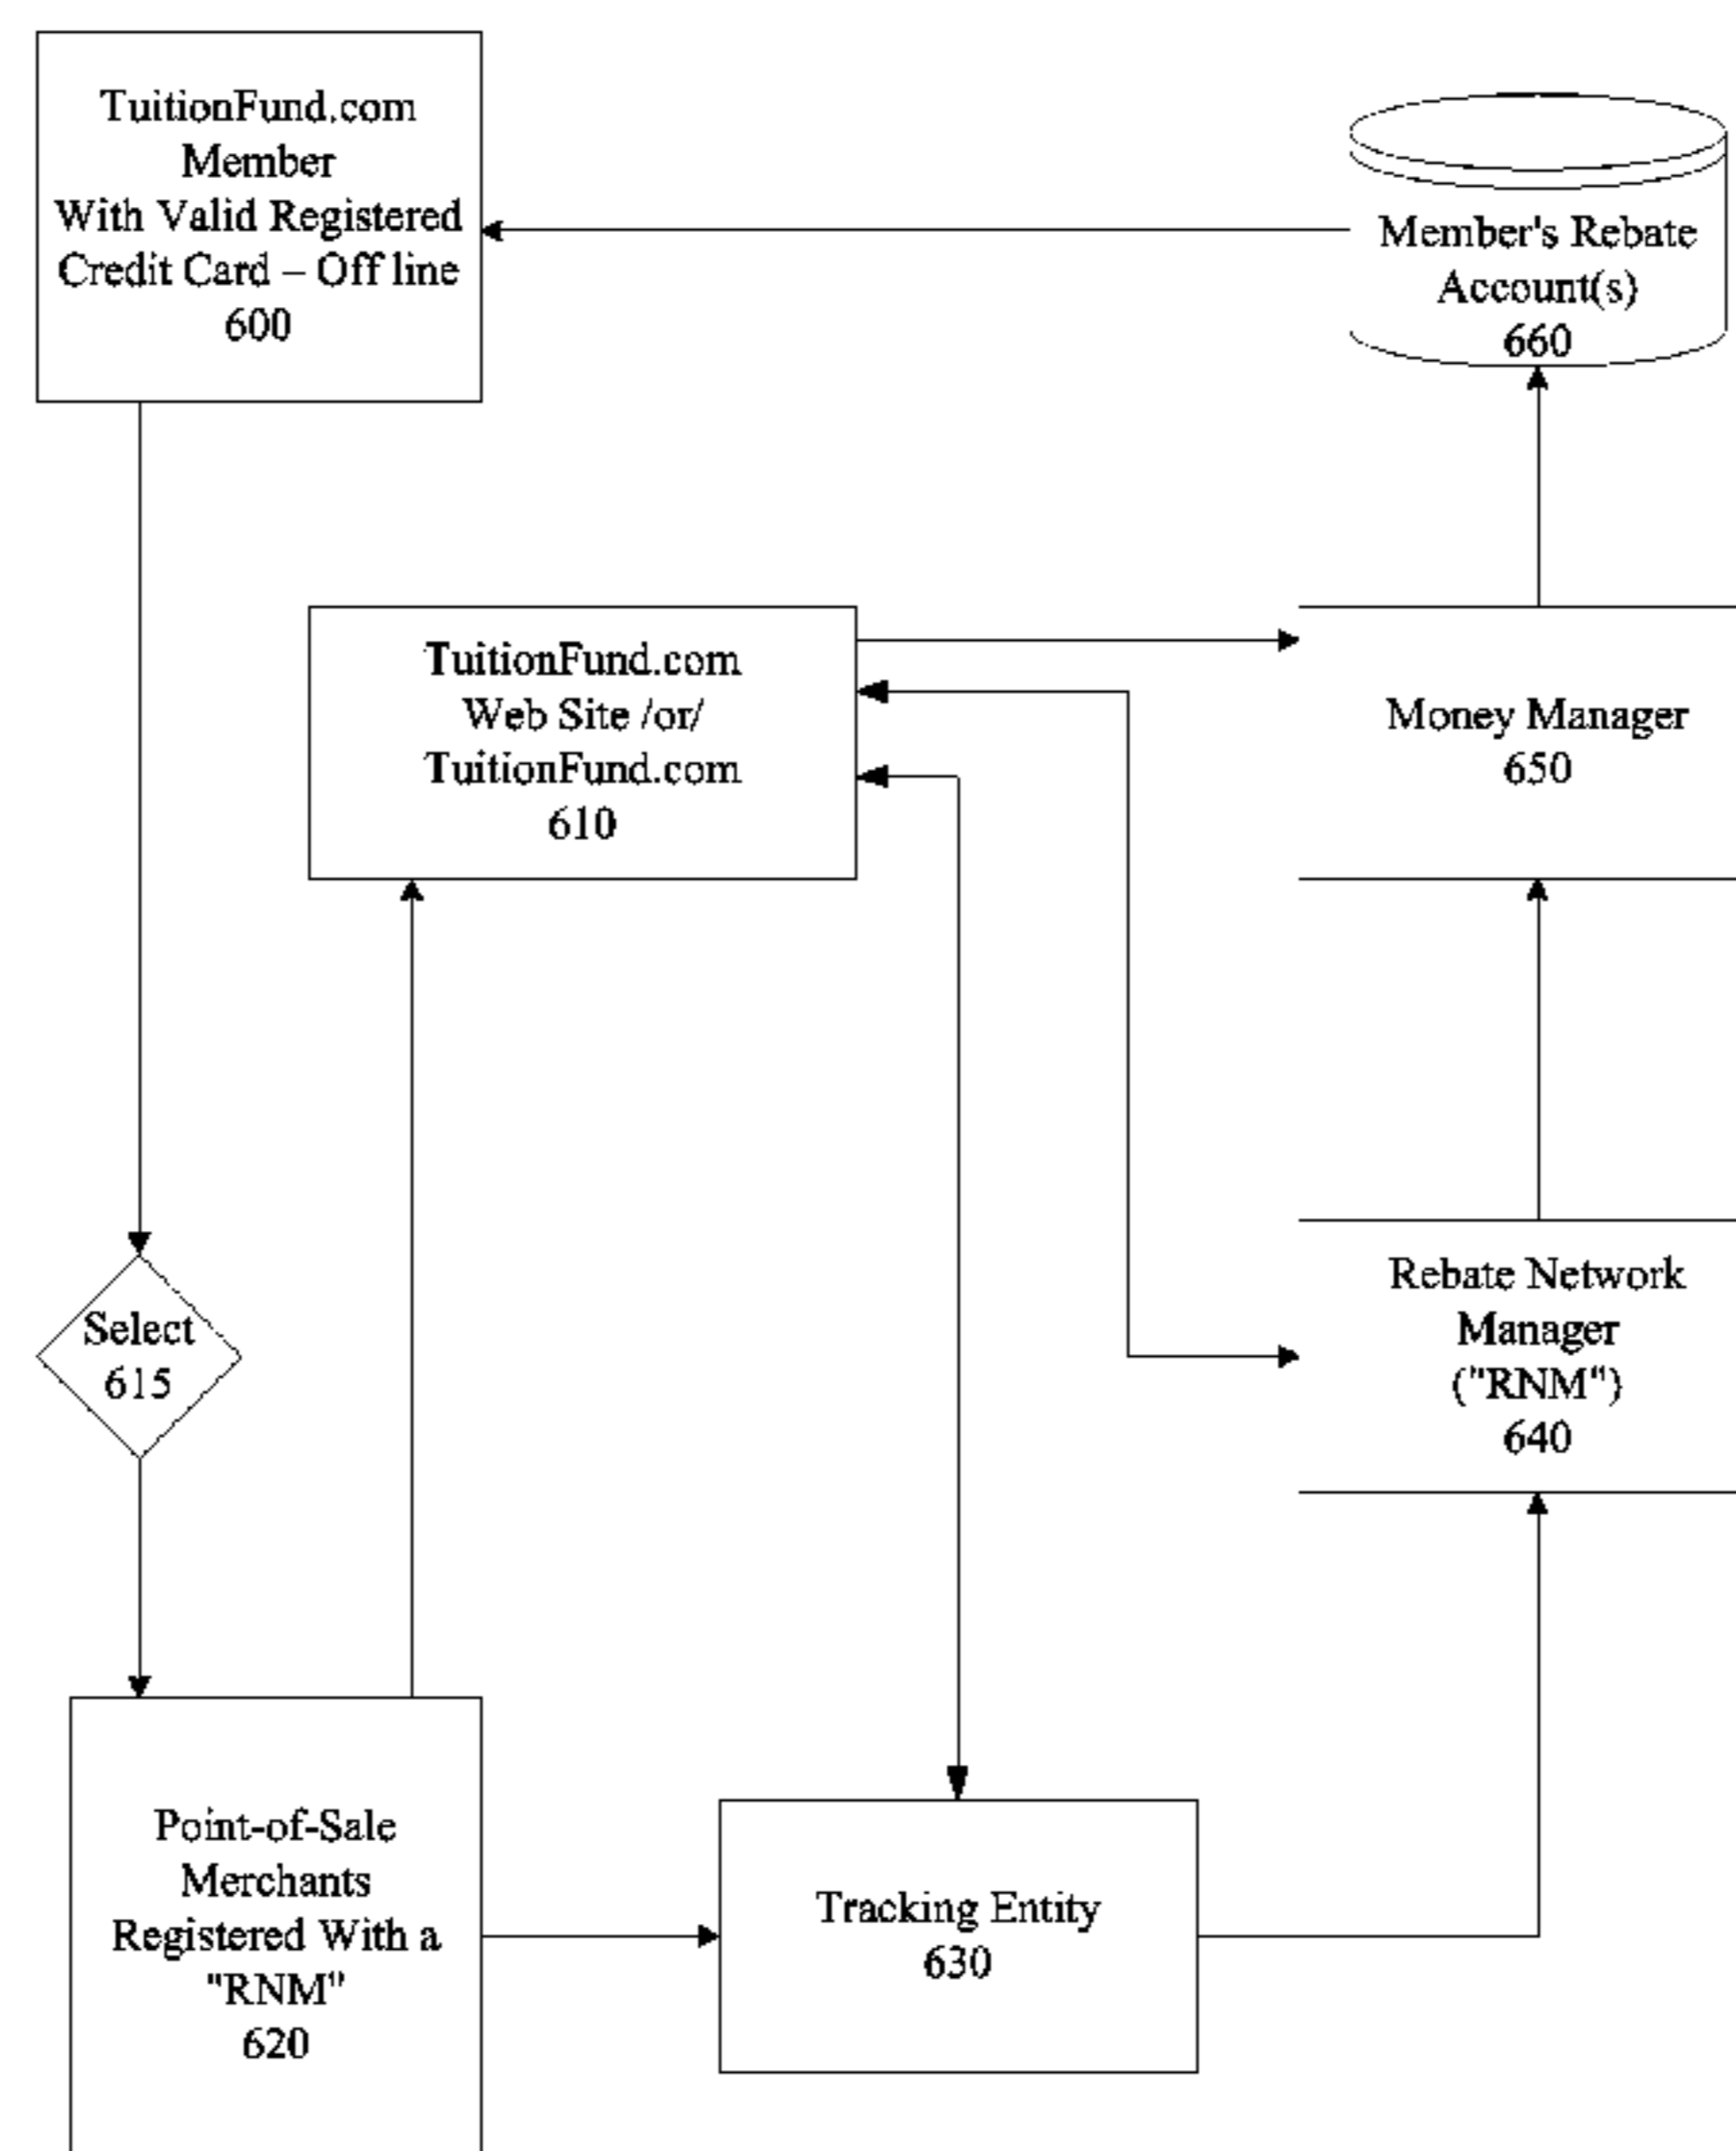 TuitionFund.com
Member
With Valid Registered
Credit Card – Off line
600
Member's Rebate
Account(s)
660
TuitionFund.com
Web Site /or/
TuitionFund.com
610
Money Manager
650
Select
615
Rebate Network
Manager
("RNM")
640
Point-of-Sale
Merchants
Registered With a
"RNM"
620
Tracking Entity
630